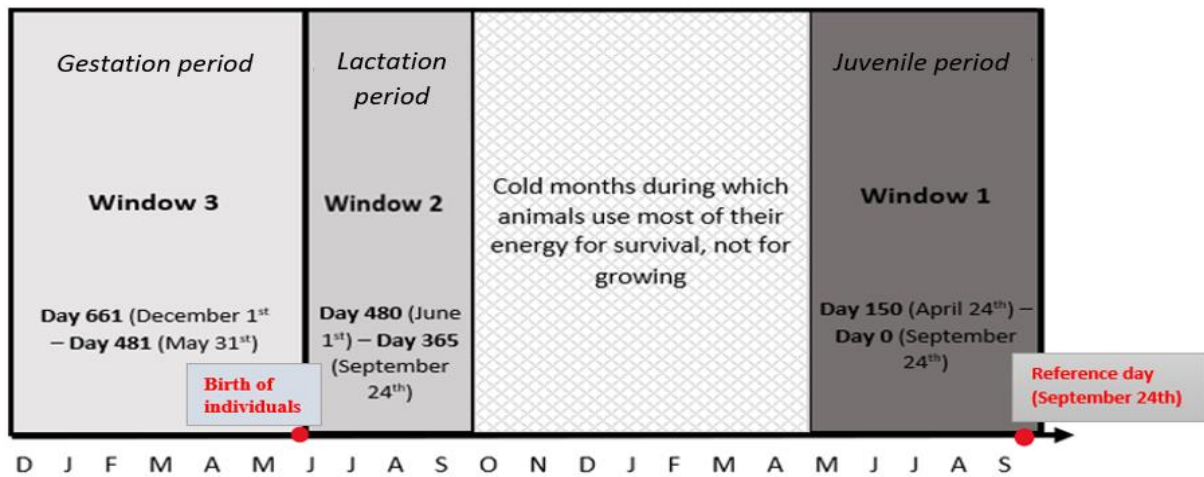 Gestation period
Window 3
Day 661 (December 1st
– Day 481 (May 31st)
Birth of
individuals
Lactation
period
Window 2
Day 480 (June
1st) – Day 365
(September
24th)
Cold months during which
animals use most of their
energy for survival, not for
growing
Juvenile period
Window 1
Day 150 (April 24th) –
Day 0 (September
24th)
Reference day
(September 24th)
D J F M A M J J A S O N D J F M A M J J A S